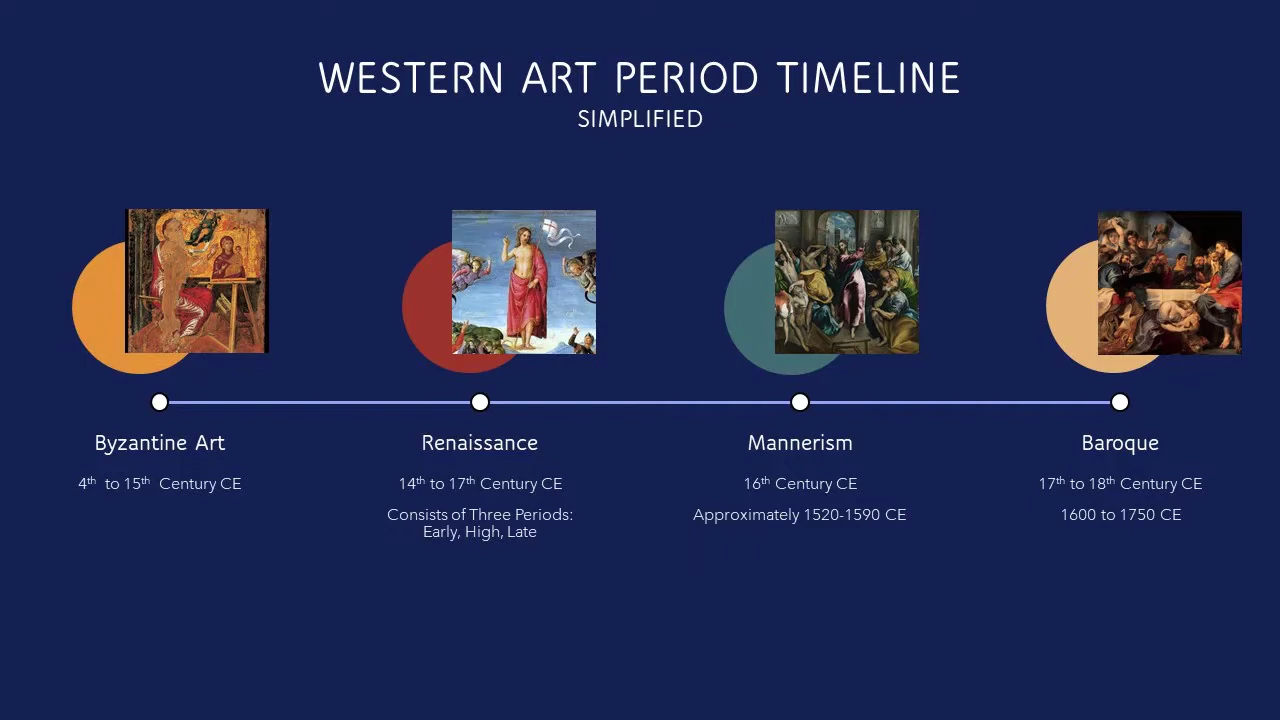 WESTERN ART PERIOD TIMELINE
SIMPLIFIED
Byzantine Art
4th to 15th Century CE
Renaissance
14th to 17th Century CE
Consists of Three Periods:
Early, High, Late
Mannerism
16th Century CE
Approximately 1520-1590 CE
Baroque
17th to 18th Century CE
1600 to 1750 CE